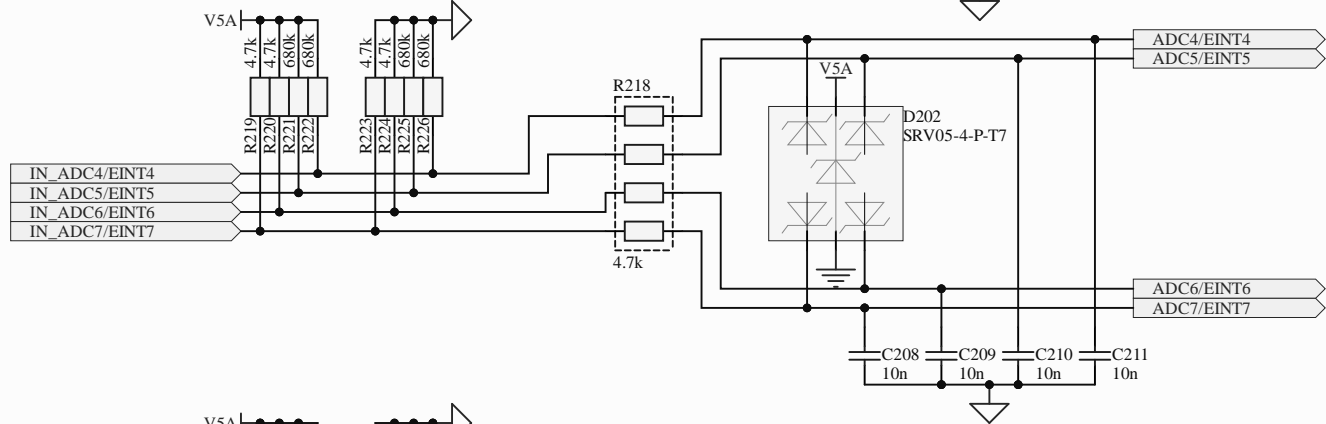 V5A
4.7k
4.7k
680k
680k
4.7k
4.7k
680k
680k
R219
R220
R221
R222
R223
R224
R225
R226
R218
4.7k
IN_ADC4/EINT4
IN_ADC5/EINT5
IN_ADC6/EINT6
IN_ADC7/EINT7
V5A
D202
SRV05-4-P-T7
ADC4/EINT4
ADC5/EINT5
ADC6/EINT6
ADC7/EINT7
C208
10n
C209
10n
C210
10n
C211
10n
V5A